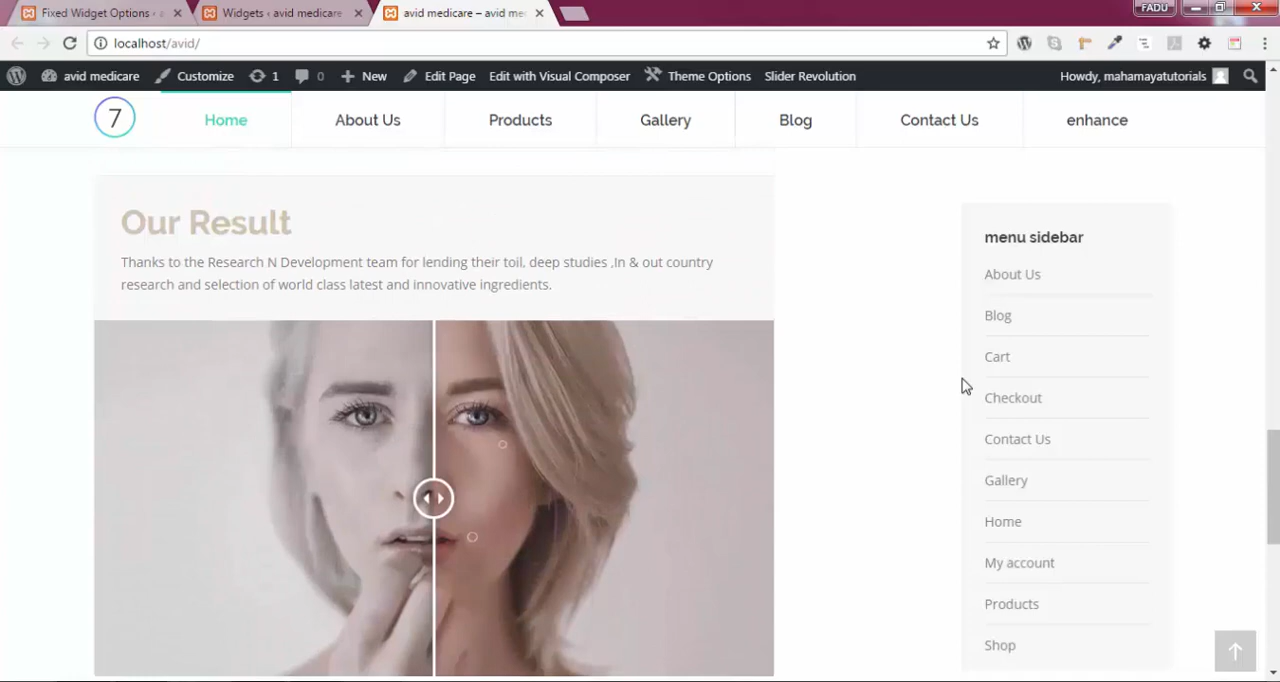 Fixed Widget Options ‹ a
Widgets ‹ avid medicare
avid medicare – avid me
FADU
localhost/avid/
avid medicare
Customize
1
0
New
Edit Page
Edit with Visual Composer
Theme Options
Slider Revolution
Howdy, mahamayatutorials
7
Home
About Us
Products
Gallery
Blog
Contact Us
enhance
Our Result
Thanks to the Research N Development team for lending their toil, deep studies ,In & out country
research and selection of world class latest and innovative ingredients.
menu sidebar
About Us
Blog
Cart
Checkout
Contact Us
Gallery
Home
My account
Products
Shop